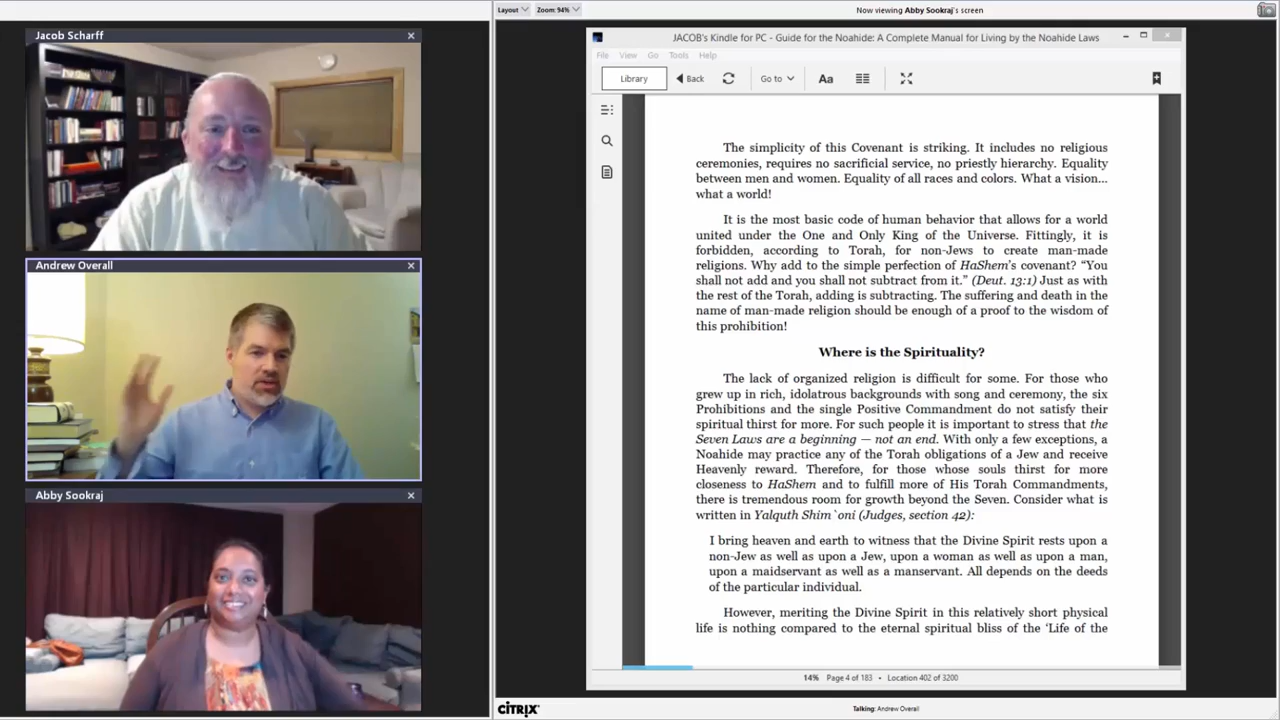 Layout
Zoom: 94%
Now viewing Abby Sookraj's screen
Jacob Scharff
Andrew Overall
Abby Sookraj
JACOB's Kindle for PC - Guide for the Noahide: A Complete Manual for Living by the Noahide Laws
File View Go Tools Help
Library Back Go to Aa
The simplicity of this Covenant is striking. It includes no religious
ceremonies, requires no sacrificial service, no priestly hierarchy. Equality
between men and women. Equality of all races and colors. What a vision...
what a world!
It is the most basic code of human behavior that allows for a world
united under the One and Only King of the Universe. Fittingly, it is
forbidden, according to Torah, for non-Jews to create man-made
religions. Why add to the simple perfection of HaShem's covenant? "You
shall not add and you shall not subtract from it." (Deut. 13:1) Just as with
the rest of the Torah, adding is subtracting. The suffering and death in the
name of man-made religion should be enough of a proof to the wisdom of
this prohibition!
Where is the Spirituality?
The lack of organized religion is difficult for some. For those who
grew up in rich, idolatrous backgrounds with song and ceremony, the six
Prohibitions and the single Positive Commandment do not satisfy their
spiritual thirst for more. For such people it is important to stress that the
Seven Laws are a beginning — not an end. With only a few exceptions, a
Noahide may practice any of the Torah obligations of a Jew and receive
Heavenly reward. Therefore, for those whose souls thirst for more
closeness to HaShem and to fulfill more of His Torah Commandments,
there is tremendous room for growth beyond the Seven. Consider what is
written in Yalquth Shim`oni (Judges, section 42):
I bring heaven and earth to witness that the Divine Spirit rests upon a
non-Jew as well as upon a Jew, upon a woman as well as upon a man,
upon a maidservant as well as a manservant. All depends on the deeds
of the particular individual.
However, meriting the Divine Spirit in this relatively short physical
life is nothing compared to the eternal spiritual bliss of the 'Life of the
14% Page 4 of 183 • Location 402 of 3200
CITRIX
Talking: Andrew Overall